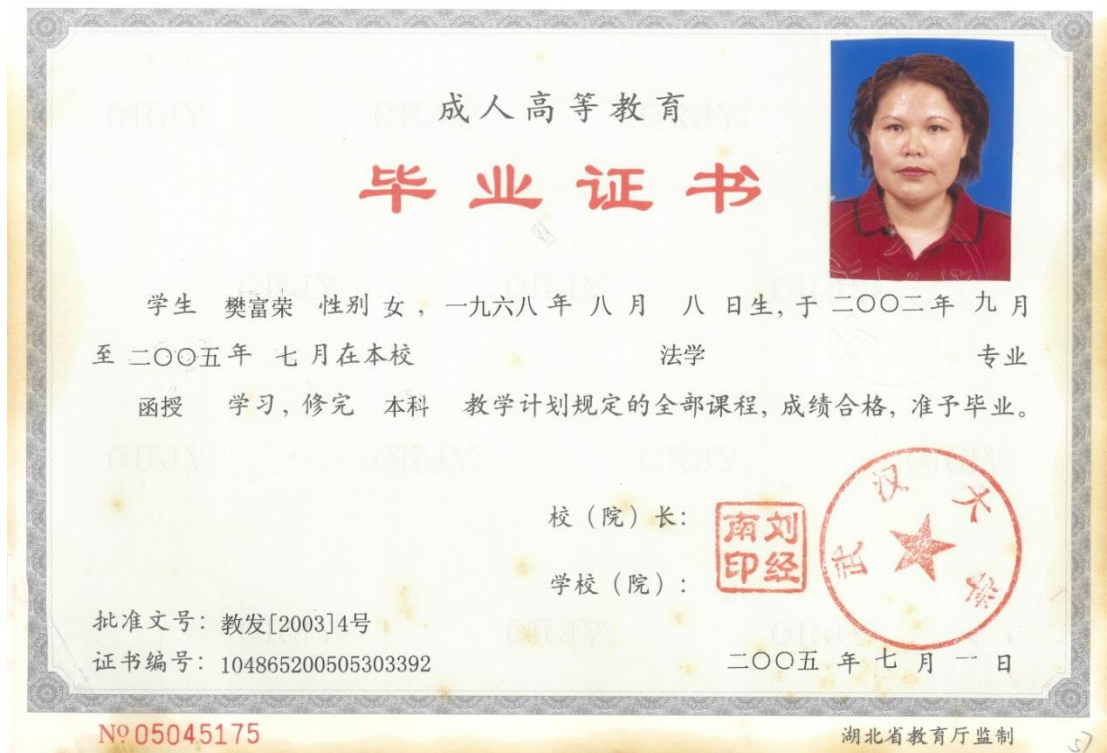 成人高等教育
毕业证书
学生 樊富荣 性别 女，一九六八 年 八 月 八 日生，于 二〇〇二年 九 月
至 二〇〇五年 七 月在本校 法学 专业
函授 学习，修完 本科 教学计划规定的全部课程，成绩合格，准予毕业。
校（院）长：
刘经南印
学校（院）：
武汉大学
批准文号：教发[2003]4号
证书编号：104865200505303392
二〇〇五 年 七 月 一 日
№ 05045175
湖北省教育厅监制